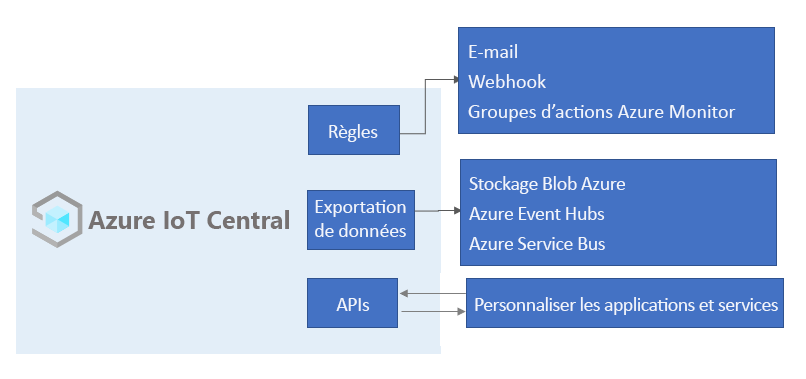 E-mail
Webhook
Groupes d’actions Azure Monitor
Règles
Azure IoT Central
Exportation
de données
Stockage Blob Azure
Azure Event Hubs
Azure Service Bus
APIs
Personnaliser les applications et services